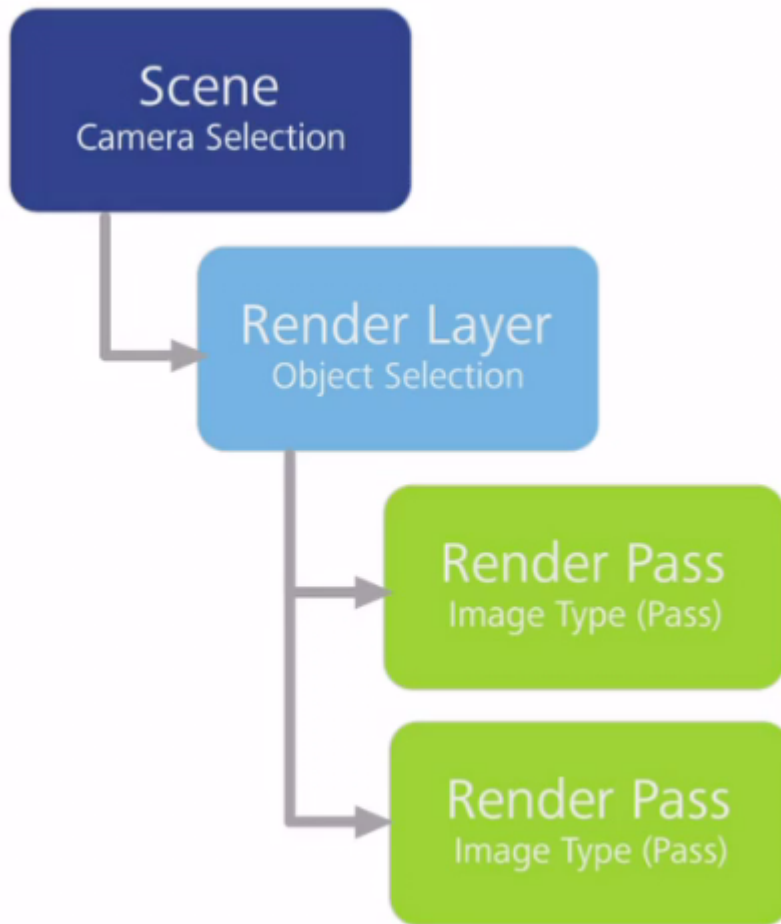 Scene
Camera Selection
Render Layer
Object Selection
Render Pass
Image Type (Pass)
Render Pass
Image Type (Pass)